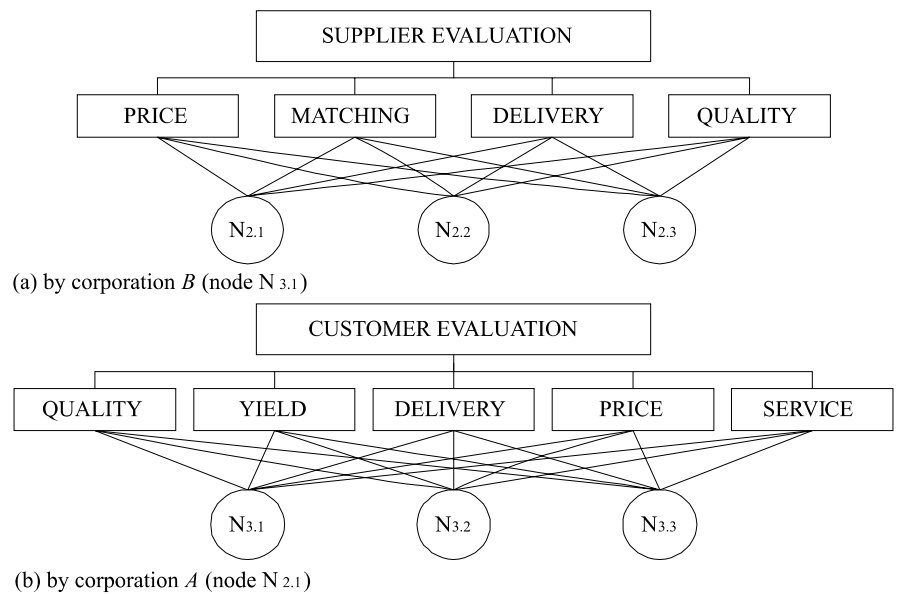 SUPPLIER EVALUATION
PRICE MATCHING DELIVERY QUALITY
N2.1 N2.2 N2.3
(a) by corporation B (node N 3.1)
CUSTOMER EVALUATION
QUALITY YIELD DELIVERY PRICE SERVICE
N3.1 N3.2 N3.3
(b) by corporation A (node N 2.1)